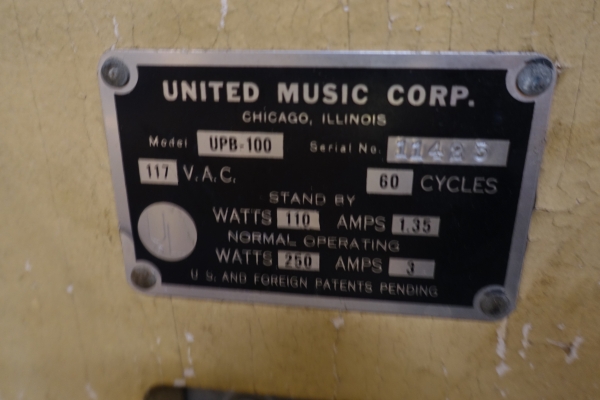 UNITED MUSIC CORP.
CHICAGO, ILLINOIS
Model UPB-100 Serial No.
117 V.A.C. 60 CYCLES
STAND BY
WATTS 110 AMPS 1.35
NORMAL OPERATING
WATTS 250 AMPS 3
U.S. AND FOREIGN PATENTS PENDING